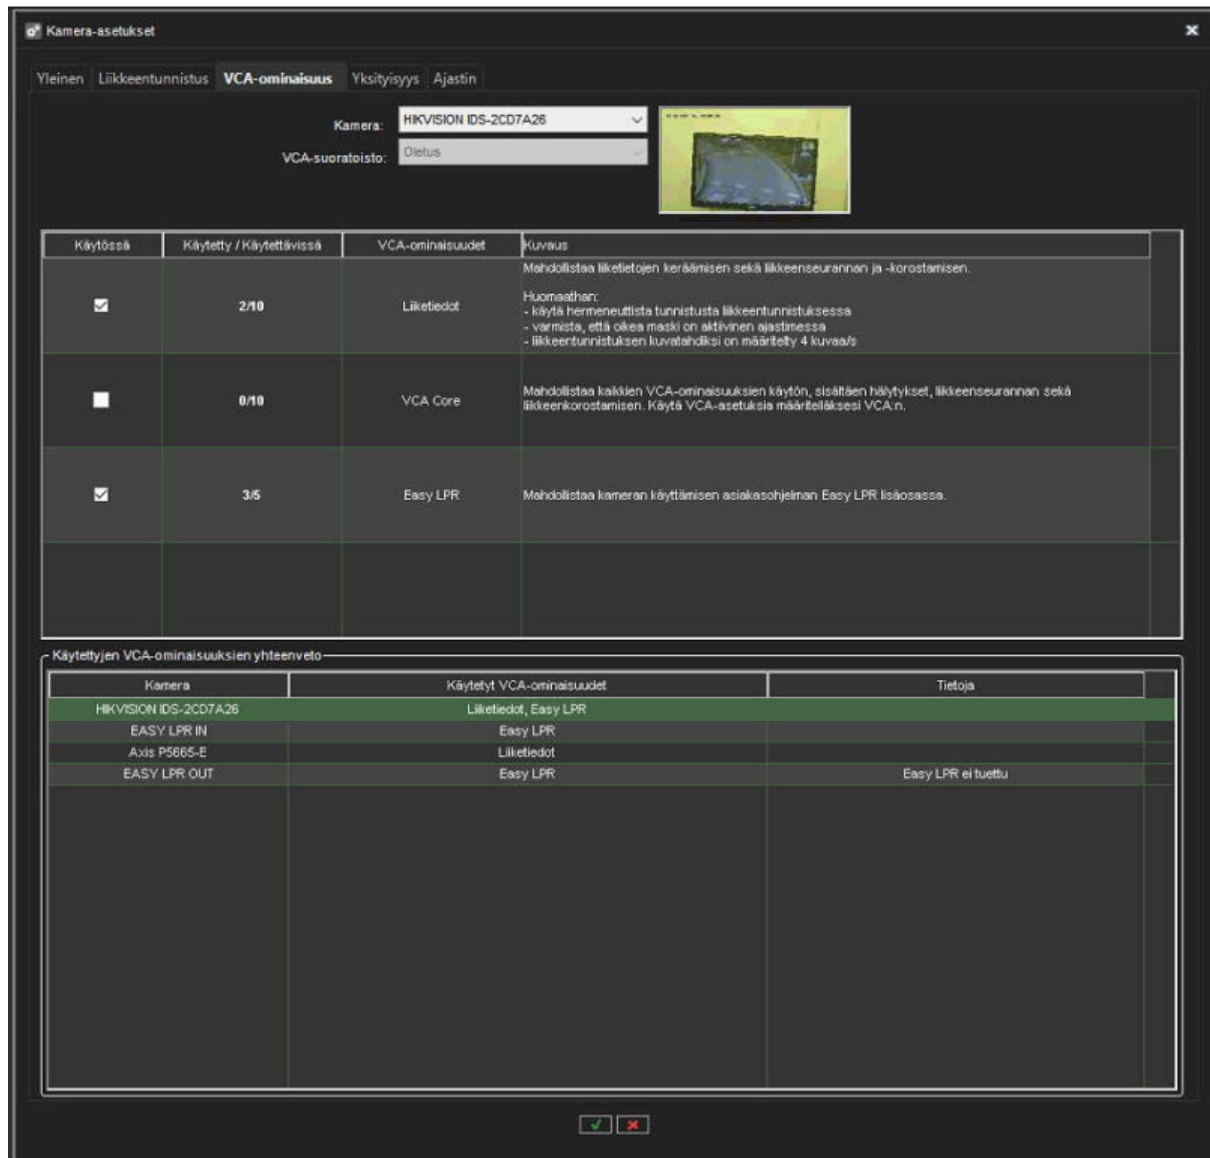 Kamera-asetukset
Yleinen Liikkeentunnistus VCA-ominaisuus Yksityisyys Ajastin
Kamera: HIKVISION IDS-2CD7A26
VCA-suoratoisto: Oletus
Käytössä Käytetty / Käytettävissä VCA-ominaisuudet Kuvaus
Mahdollistaa liiketietojen keräämisen sekä liikkeenseurannan ja -korostamisen.
Huomaathan:
- käytä hermeneuttista tunnistusta liikkeentunnistuksessa
2/10 Liiketiedot
- varmista, että oikea maski on aktiivinen ajastimessa
- liikkeentunnistuksen kuvatahdiksi on määritelty 4 kuvaa/s
0/10 VCA Core Mahdollistaa kaikkien VCA-ominaisuuksien käytön, sisältäen hälytykset, liikkeenseurannan sekä
liikkeenkorostamisen. Käytä VCA-asetuksia määritelläksesi VCA:n.
3/5 Easy LPR Mahdollistaa kameran käyttämisen asiakasohjelman Easy LPR lisäosassa.
Käytettyjen VCA-ominaisuuksien yhteenveto
Kamera Käytetyt VCA-ominaisuudet Tietoja
HIKVISION IDS-2CD7A26 Liiketiedot, Easy LPR
EASY LPR IN Easy LPR
Axis P5665-E Liiketiedot
EASY LPR OUT Easy LPR Easy LPR ei tuettu